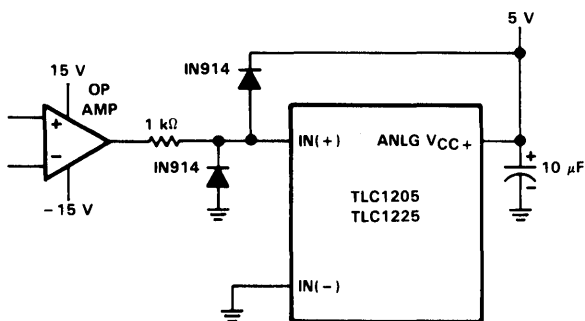 5 V
15 V
OP
AMP
IN914
1 kΩ
+
−
IN(+)
ANLG VCC+
+
−
10 μF
IN914
−15 V
TLC1205
TLC1225
IN(−)